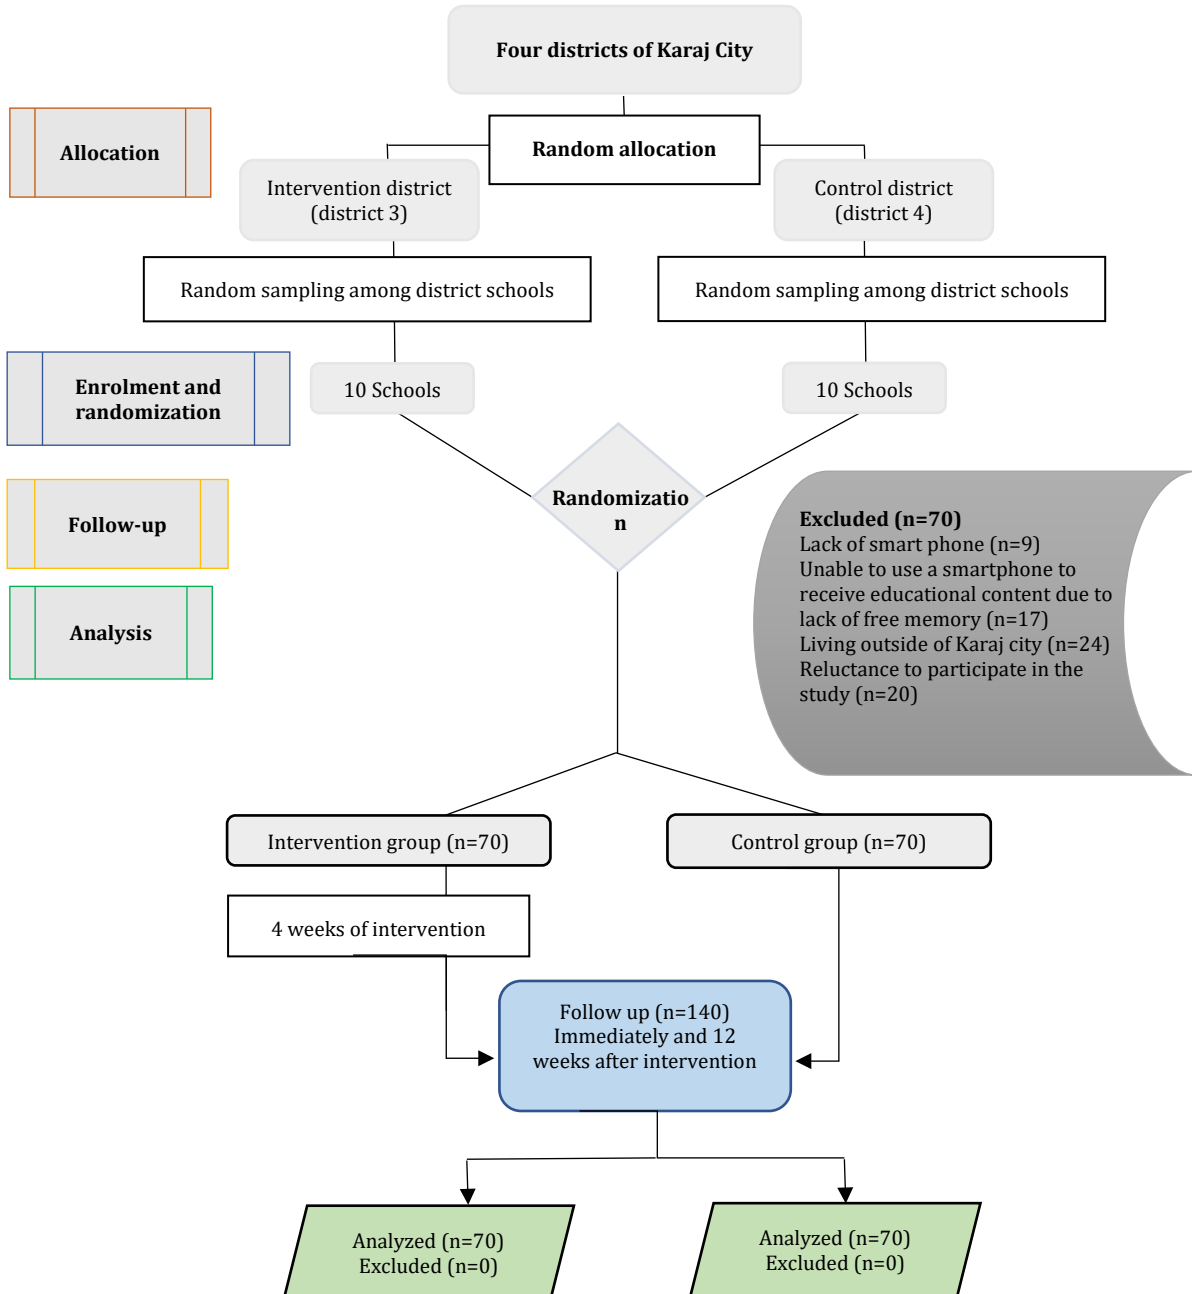 Four districts of Karaj City
Allocation
Random allocation
Intervention district
(district 3)
Control district
(district 4)
Random sampling among district schools
Random sampling among district schools
Enrolment and
randomization
10 Schools
10 Schools
Randomizatio
n
Follow-up
Analysis
Excluded (n=70)
Lack of smart phone (n=9)
Unable to use a smartphone to
receive educational content due to
lack of free memory (n=17)
Living outside of Karaj city (n=24)
Reluctance to participate in the
study (n=20)
Intervention group (n=70)
Control group (n=70)
4 weeks of intervention
Follow up (n=140)
Immediately and 12
weeks after intervention
Analyzed (n=70)
Excluded (n=0)
Analyzed (n=70)
Excluded (n=0)